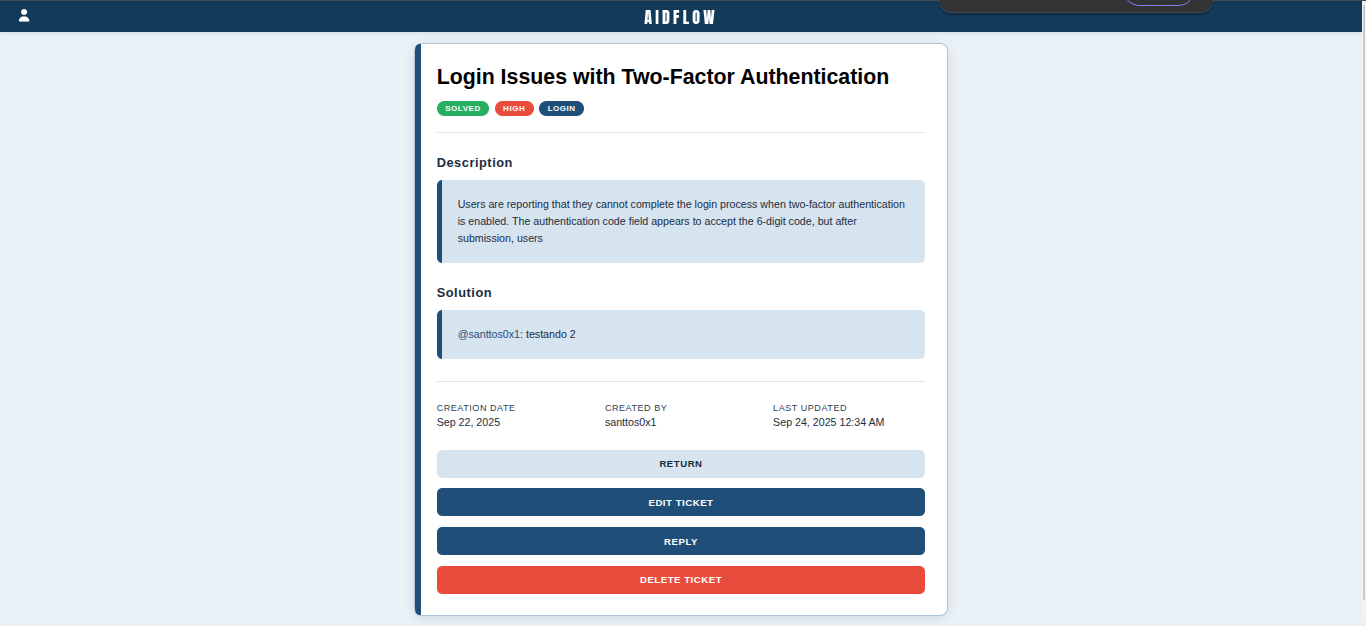 AIDFLOW
Login Issues with Two-Factor Authentication
SOLVED HIGH LOGIN
Description
Users are reporting that they cannot complete the login process when two-factor authentication
is enabled. The authentication code field appears to accept the 6-digit code, but after
submission, users
Solution
@santtos0x1: testando 2
CREATION DATE CREATED BY LAST UPDATED
Sep 22, 2025 santtos0x1 Sep 24, 2025 12:34 AM
RETURN
EDIT TICKET
REPLY
DELETE TICKET